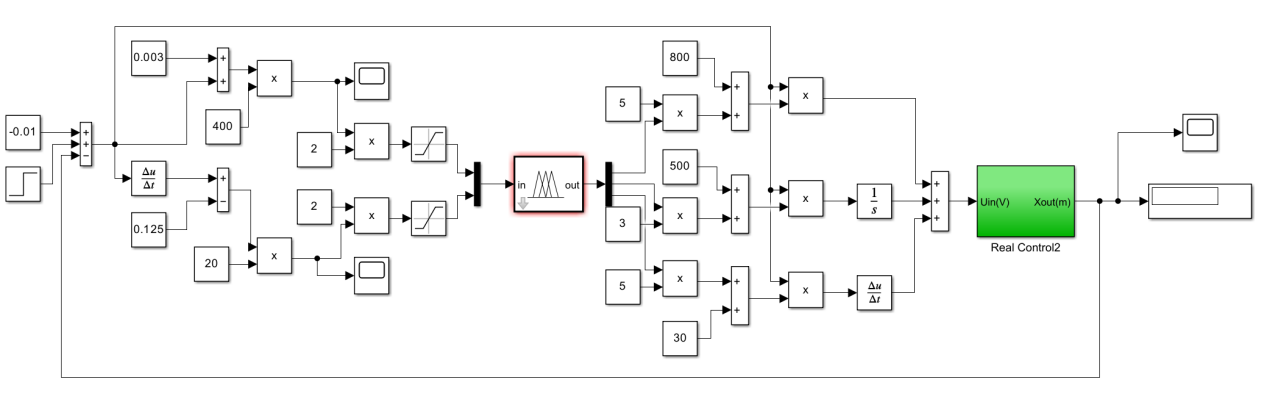 0.003
+
+
x
400
-0.01
+
+
−
Δu
Δt
+
−
0.125
20
x
2
x
2
x
in
out
800
5
x
+
+
x
500
3
x
+
+
x
1
s
5
x
+
+
30
x
Δu
Δt
+
+
+
Uin(V)
Xout(m)
Real Control2